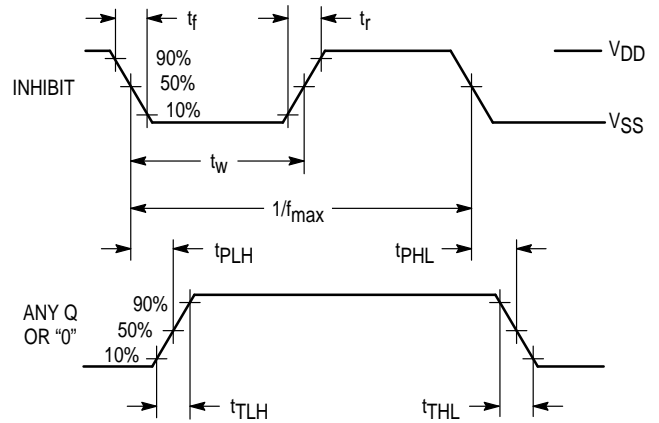 tf
tr
VDD
90%
INHIBIT
50%
10%
VSS
tw
1/fmax
tPLH
tPHL
90%
ANY Q
OR “0”
50%
10%
tTLH
tTHL